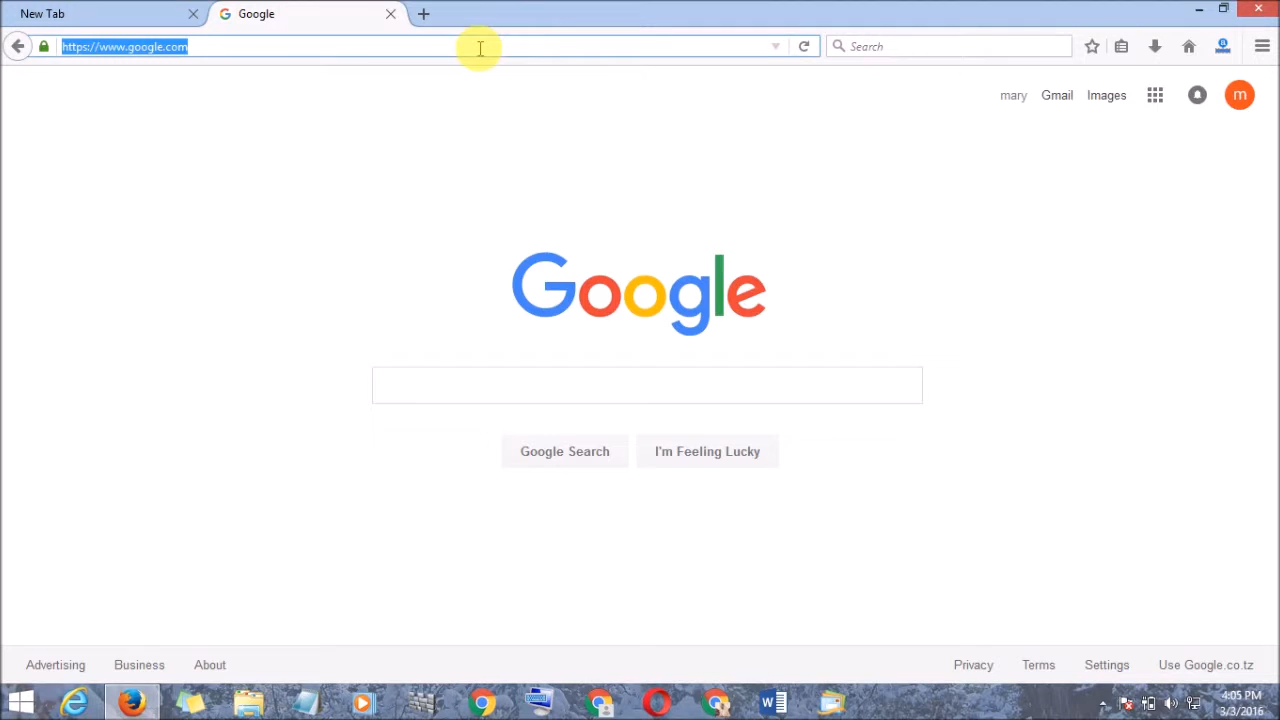 New Tab
Google
https://www.google.com
Search
mary Gmail Images m
Google
Google Search I'm Feeling Lucky
Advertising Business About Privacy Terms Settings Use Google.co.tz
4:05 PM
3/3/2016